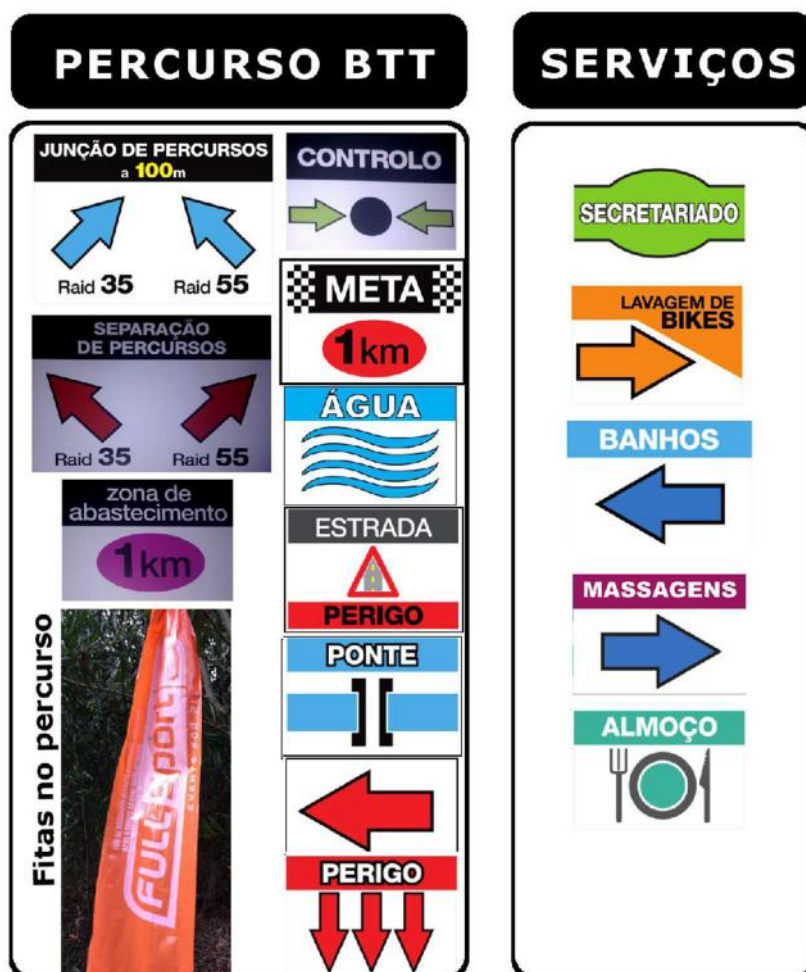 PERCURSO BTT
JUNÇÃO DE PERCURSOS
a 100m
Raid 35 Raid 55
SEPARAÇÃO
DE PERCURSOS
Raid 35 Raid 55
zona de
abastecimento
1km
Fitas no percurso
FULLsport
CONTROLO
META
1km
ÁGUA
ESTRADA
PERIGO
PONTE
PERIGO
SERVIÇOS
SECRETARIADO
LAVAGEM DE
BIKES
BANHOS
MASSAGENS
ALMOÇO